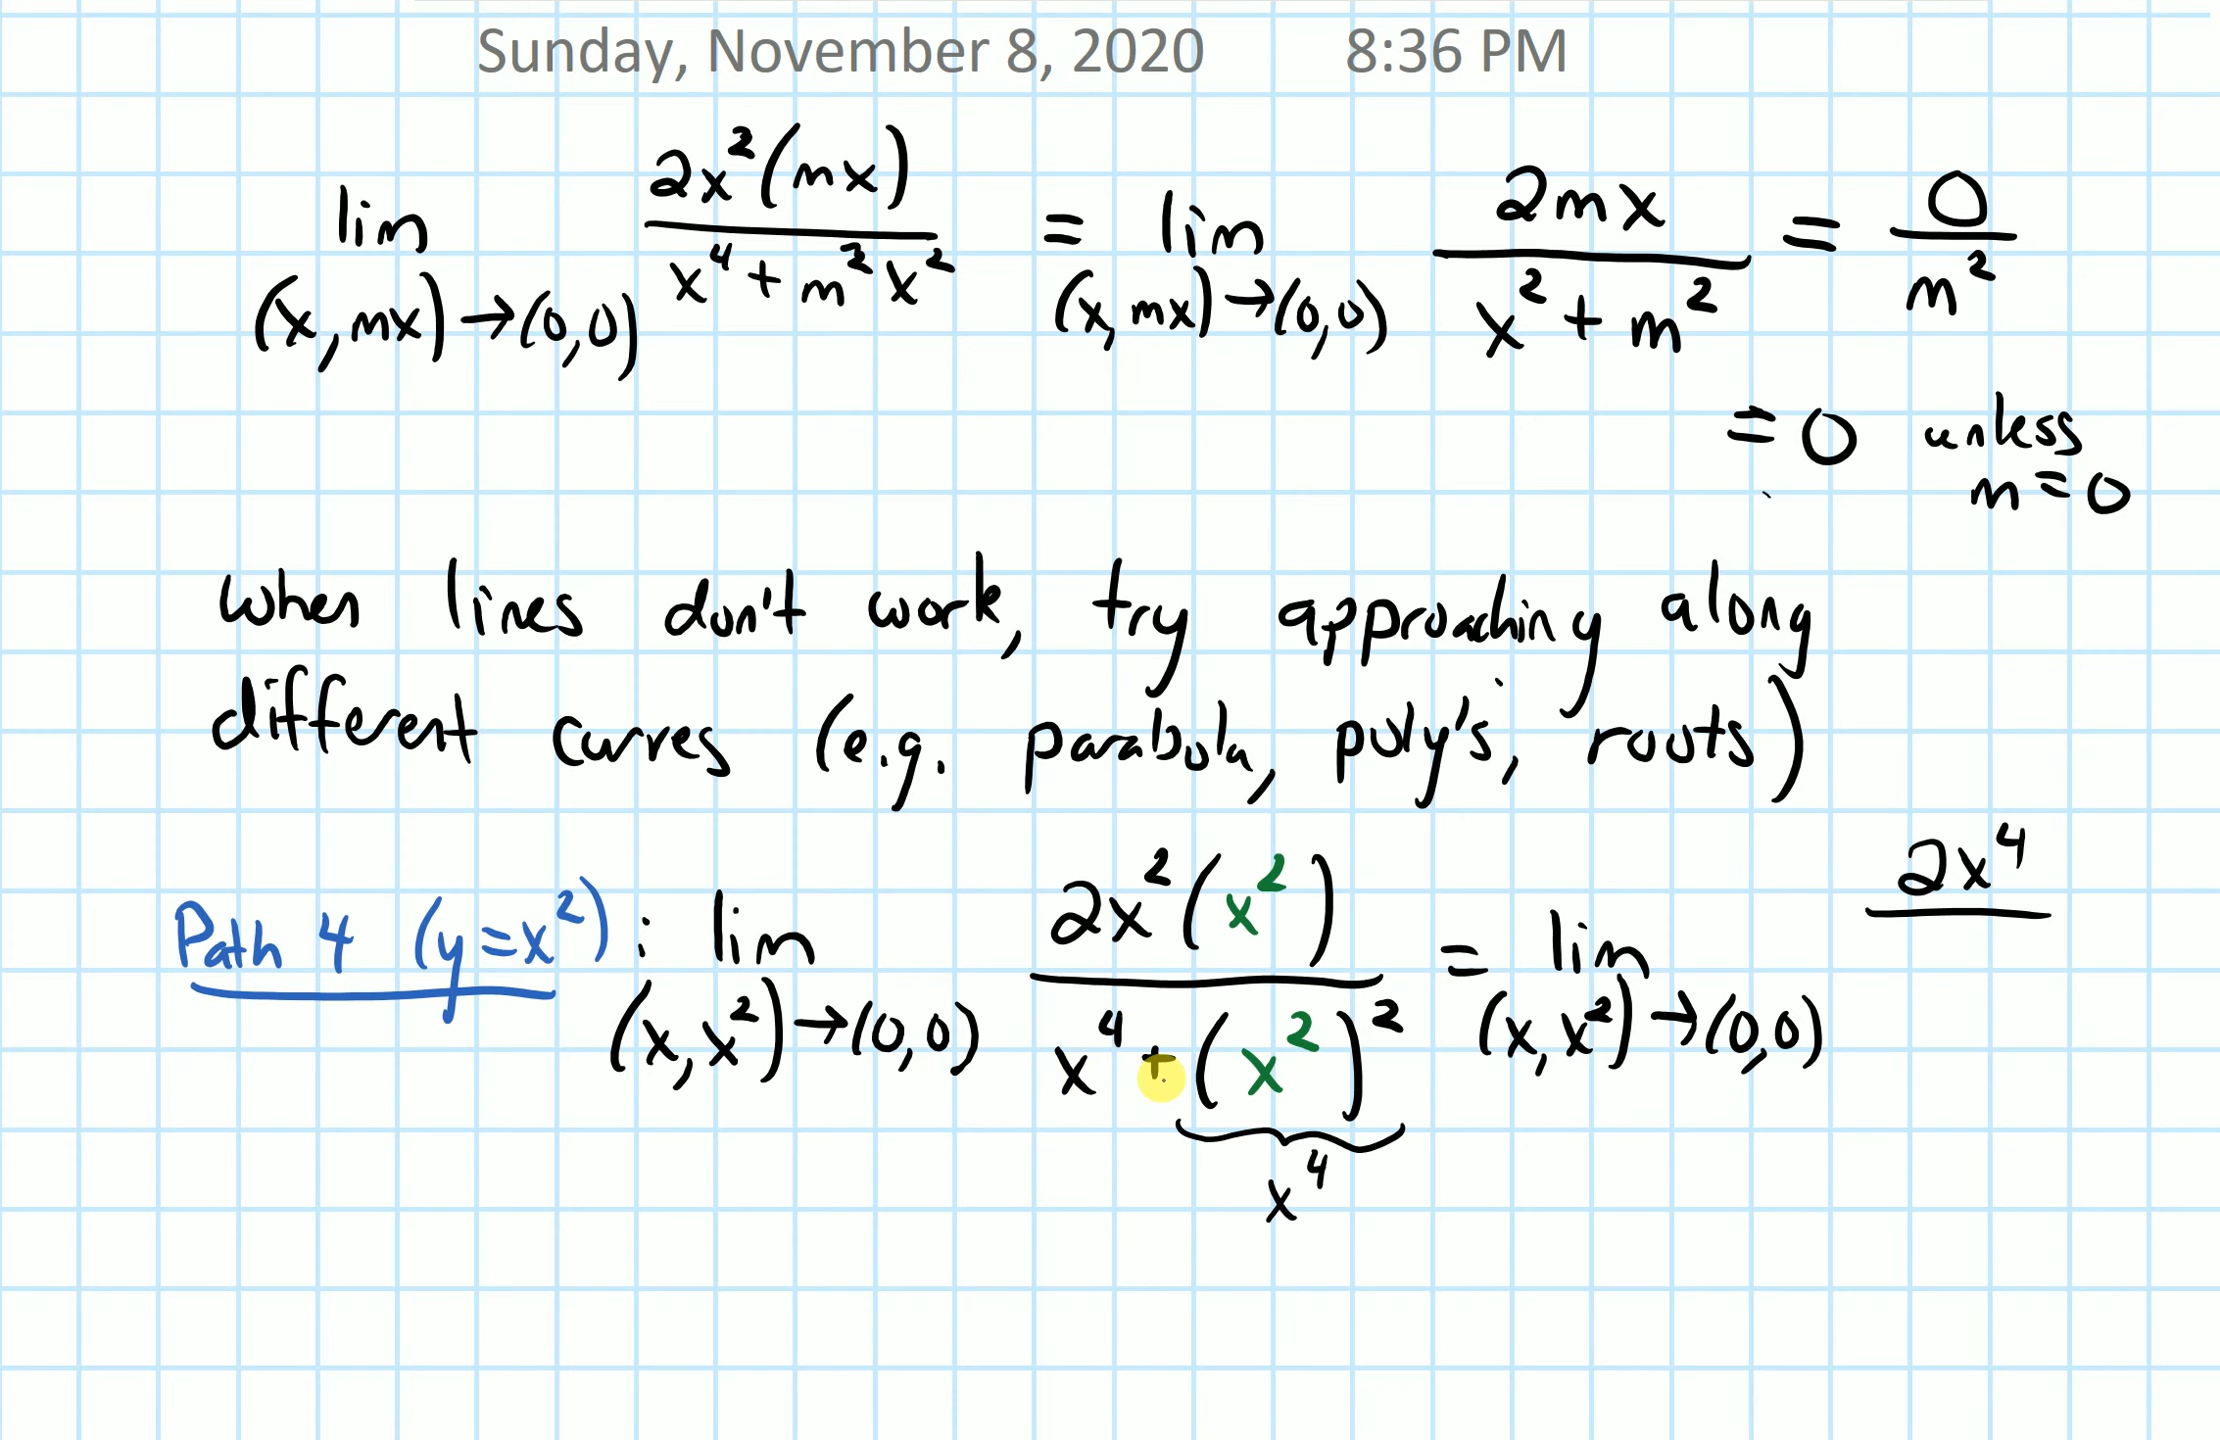 Sunday, November 8, 2020 8:36 PM
lim (x, mx) → (0,0) 2x²(mx) / x⁴ + m²x² = lim (x, mx) → (0,0) 2mx / x² + m² = 0 / m²
= 0 unless m = 0
When lines don't work, try approaching along
different curves (e.g. parabola, poly's, roots)
Path 4 (y=x²) : lim (x, x²) → (0,0) 2x²(x²) / x⁴ + (x²)² = lim (x, x²) → (0,0) 2x⁴ /
x⁴